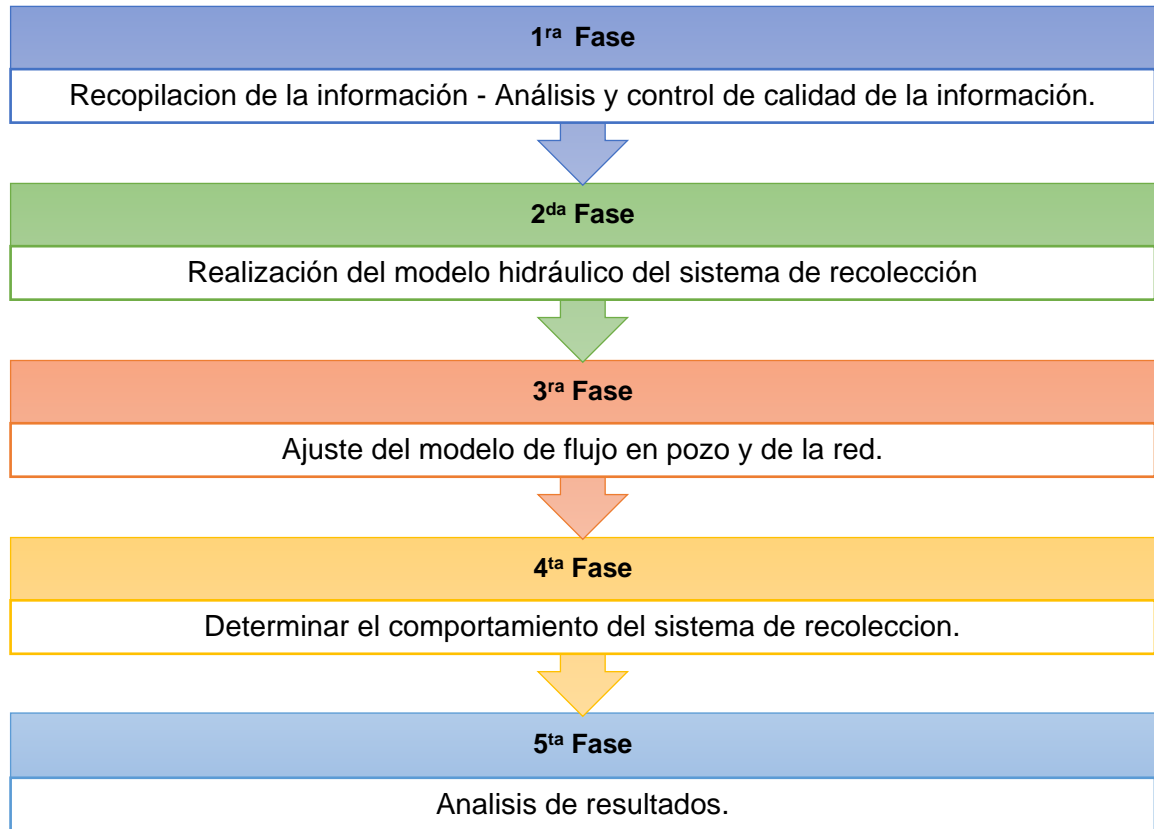 1ra Fase
Recopilacion de la información - Análisis y control de calidad de la información.
2da Fase
Realización del modelo hidráulico del sistema de recolección
3ra Fase
Ajuste del modelo de flujo en pozo y de la red.
4ta Fase
Determinar el comportamiento del sistema de recoleccion.
5ta Fase
Analisis de resultados.